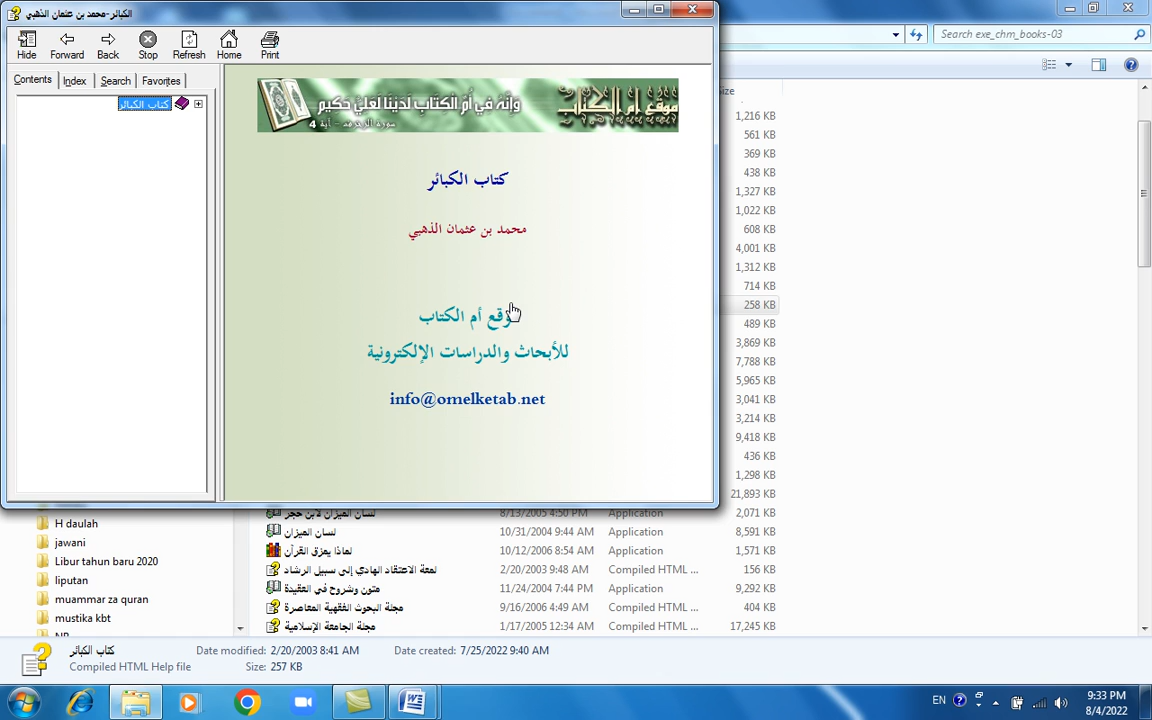 الكبائر-محمد بن عثمان الذهبي
Hide Forward Back Stop Refresh Home Print
Contents Index Search Favorites
كتاب الكبائر
وإنه في أم الكتاب لدينا لعلي حكيم
موقع أم الكتاب
4
كتاب الكبائر
محمد بن عثمان الذهبي
أم الكتاب
للأبحاث والدراسات الإلكترونية
info@omelketab.net
Search exe_chm_books-03
1,216 KB
561 KB
369 KB
438 KB
1,327 KB
1,022 KB
608 KB
4,001 KB
1,312 KB
714 KB
258 KB
489 KB
3,869 KB
7,788 KB
5,965 KB
3,041 KB
3,214 KB
9,418 KB
436 KB
1,298 KB
21,893 KB
لسان الميزان لابن حجر 8/13/2005 4:50 PM Application 2,071 KB
لسان الميزان 10/31/2004 9:44 AM Application 8,591 KB
لماذا يمزق القرآن 10/12/2006 8:54 AM Application 1,571 KB
لمعة الاعتقاد الهادي إلى سبيل الرشاد 2/20/2003 9:48 AM Compiled HTML ... 156 KB
متون وشروح في العقيدة 11/24/2004 7:44 PM Application 9,292 KB
مجلة البحوث الفقهية المعاصرة 9/16/2006 4:49 AM Compiled HTML ... 404 KB
مجلة الجامعة الإسلامية 1/17/2005 12:34 AM Compiled HTML ... 17,245 KB
H daulah
jawani
Libur tahun baru 2020
liputan
muammar za quran
mustika kbt
كتاب الكبائر Date modified: 2/20/2003 8:41 AM Date created: 7/25/2022 9:40 AM
Compiled HTML Help file Size: 257 KB
EN
9:33 PM
8/4/2022